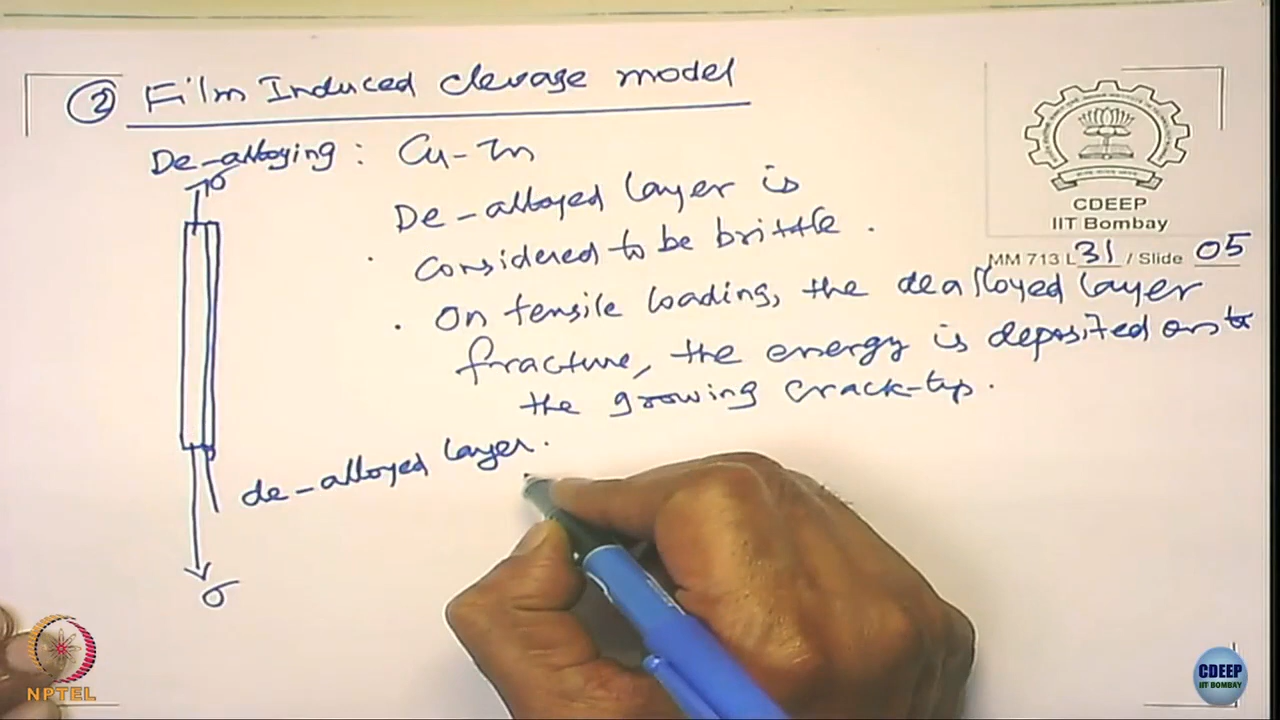 ② Film Induced clevage model
De-alloying : Cu-Zn
σ
De-alloyed layer is
considered to be brittle .
CDEEP
IIT Bombay
MM 713 L 31 / Slide 05
. On tensile loading, the dealloyed layer
fracture, the energy is deposited on to
the growing crack-tip .
de-alloyed layer .
σ
NPTEL
CDEEP
IIT BOMBAY